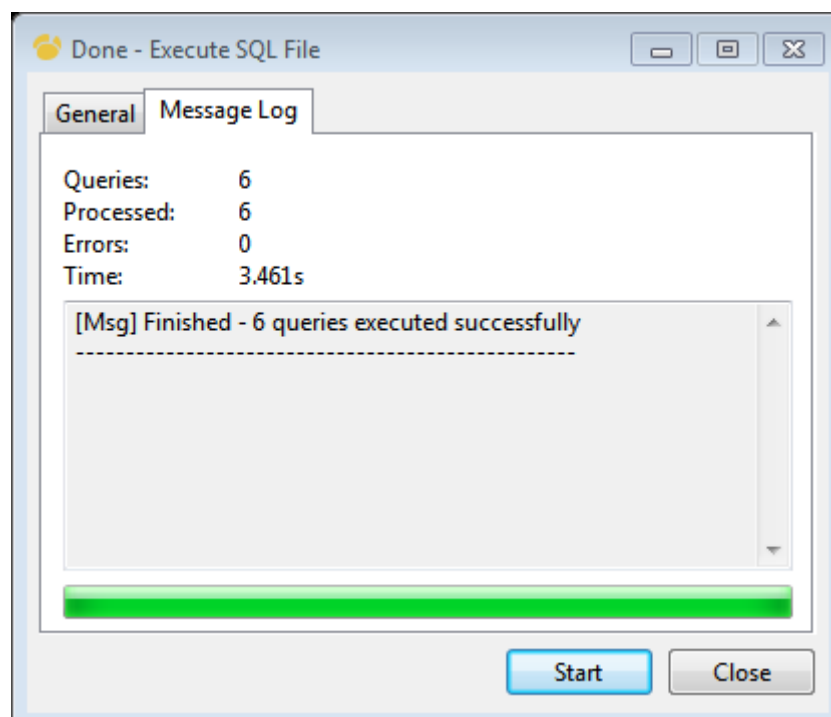 Done - Execute SQL File
General Message Log
Queries: 6
Processed: 6
Errors: 0
Time: 3.461s
[Msg] Finished - 6 queries executed successfully
--------------------------------------------------
Start Close